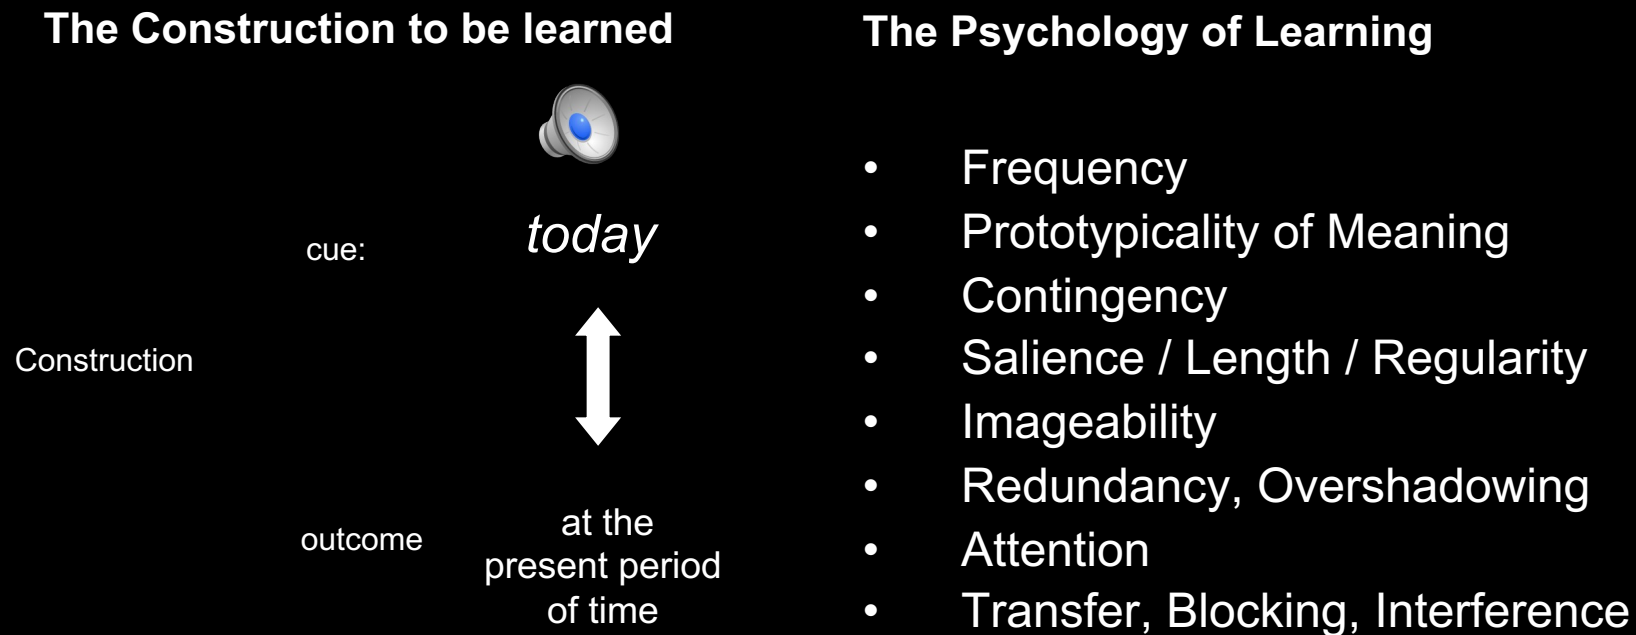 The Construction to be learned
cue:
today
Construction
outcome
at the
present period
of time
The Psychology of Learning
• Frequency
• Prototypicality of Meaning
• Contingency
• Salience / Length / Regularity
• Imageability
• Redundancy, Overshadowing
• Attention
• Transfer, Blocking, Interference